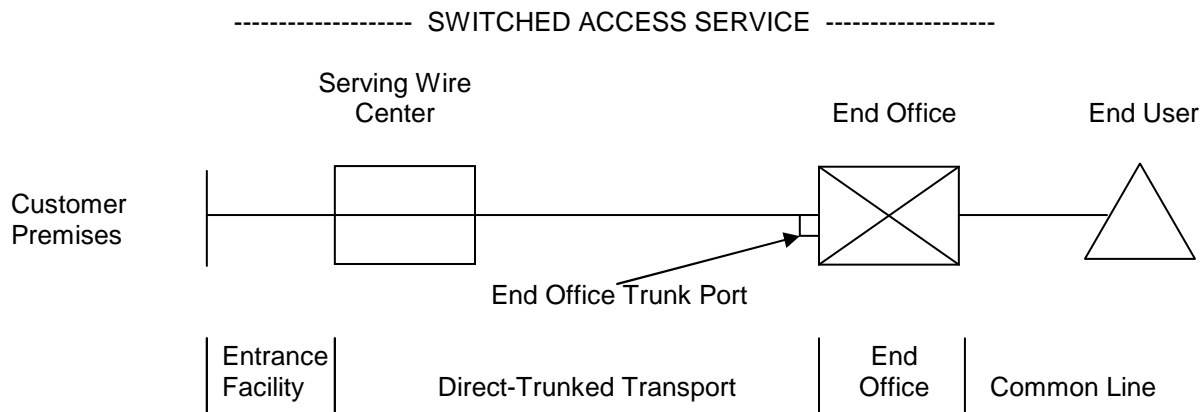 ------------------- SWITCHED ACCESS SERVICE ------------------
Serving Wire
Center
End Office
End User
Customer
Premises
End Office Trunk Port
Entrance
Facility
Direct-Trunked Transport
End
Office
Common Line